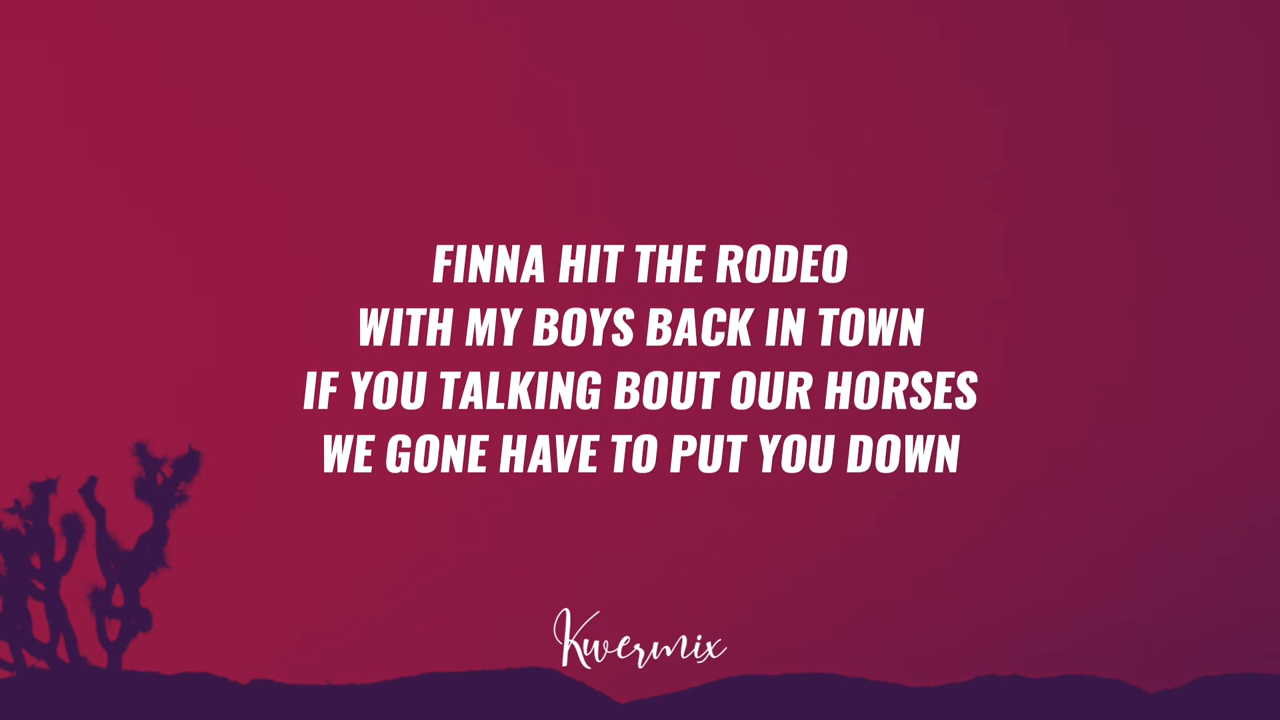 FINNA HIT THE RODEO
WITH MY BOYS BACK IN TOWN
IF YOU TALKING BOUT OUR HORSES
WE GONE HAVE TO PUT YOU DOWN
Kwermix